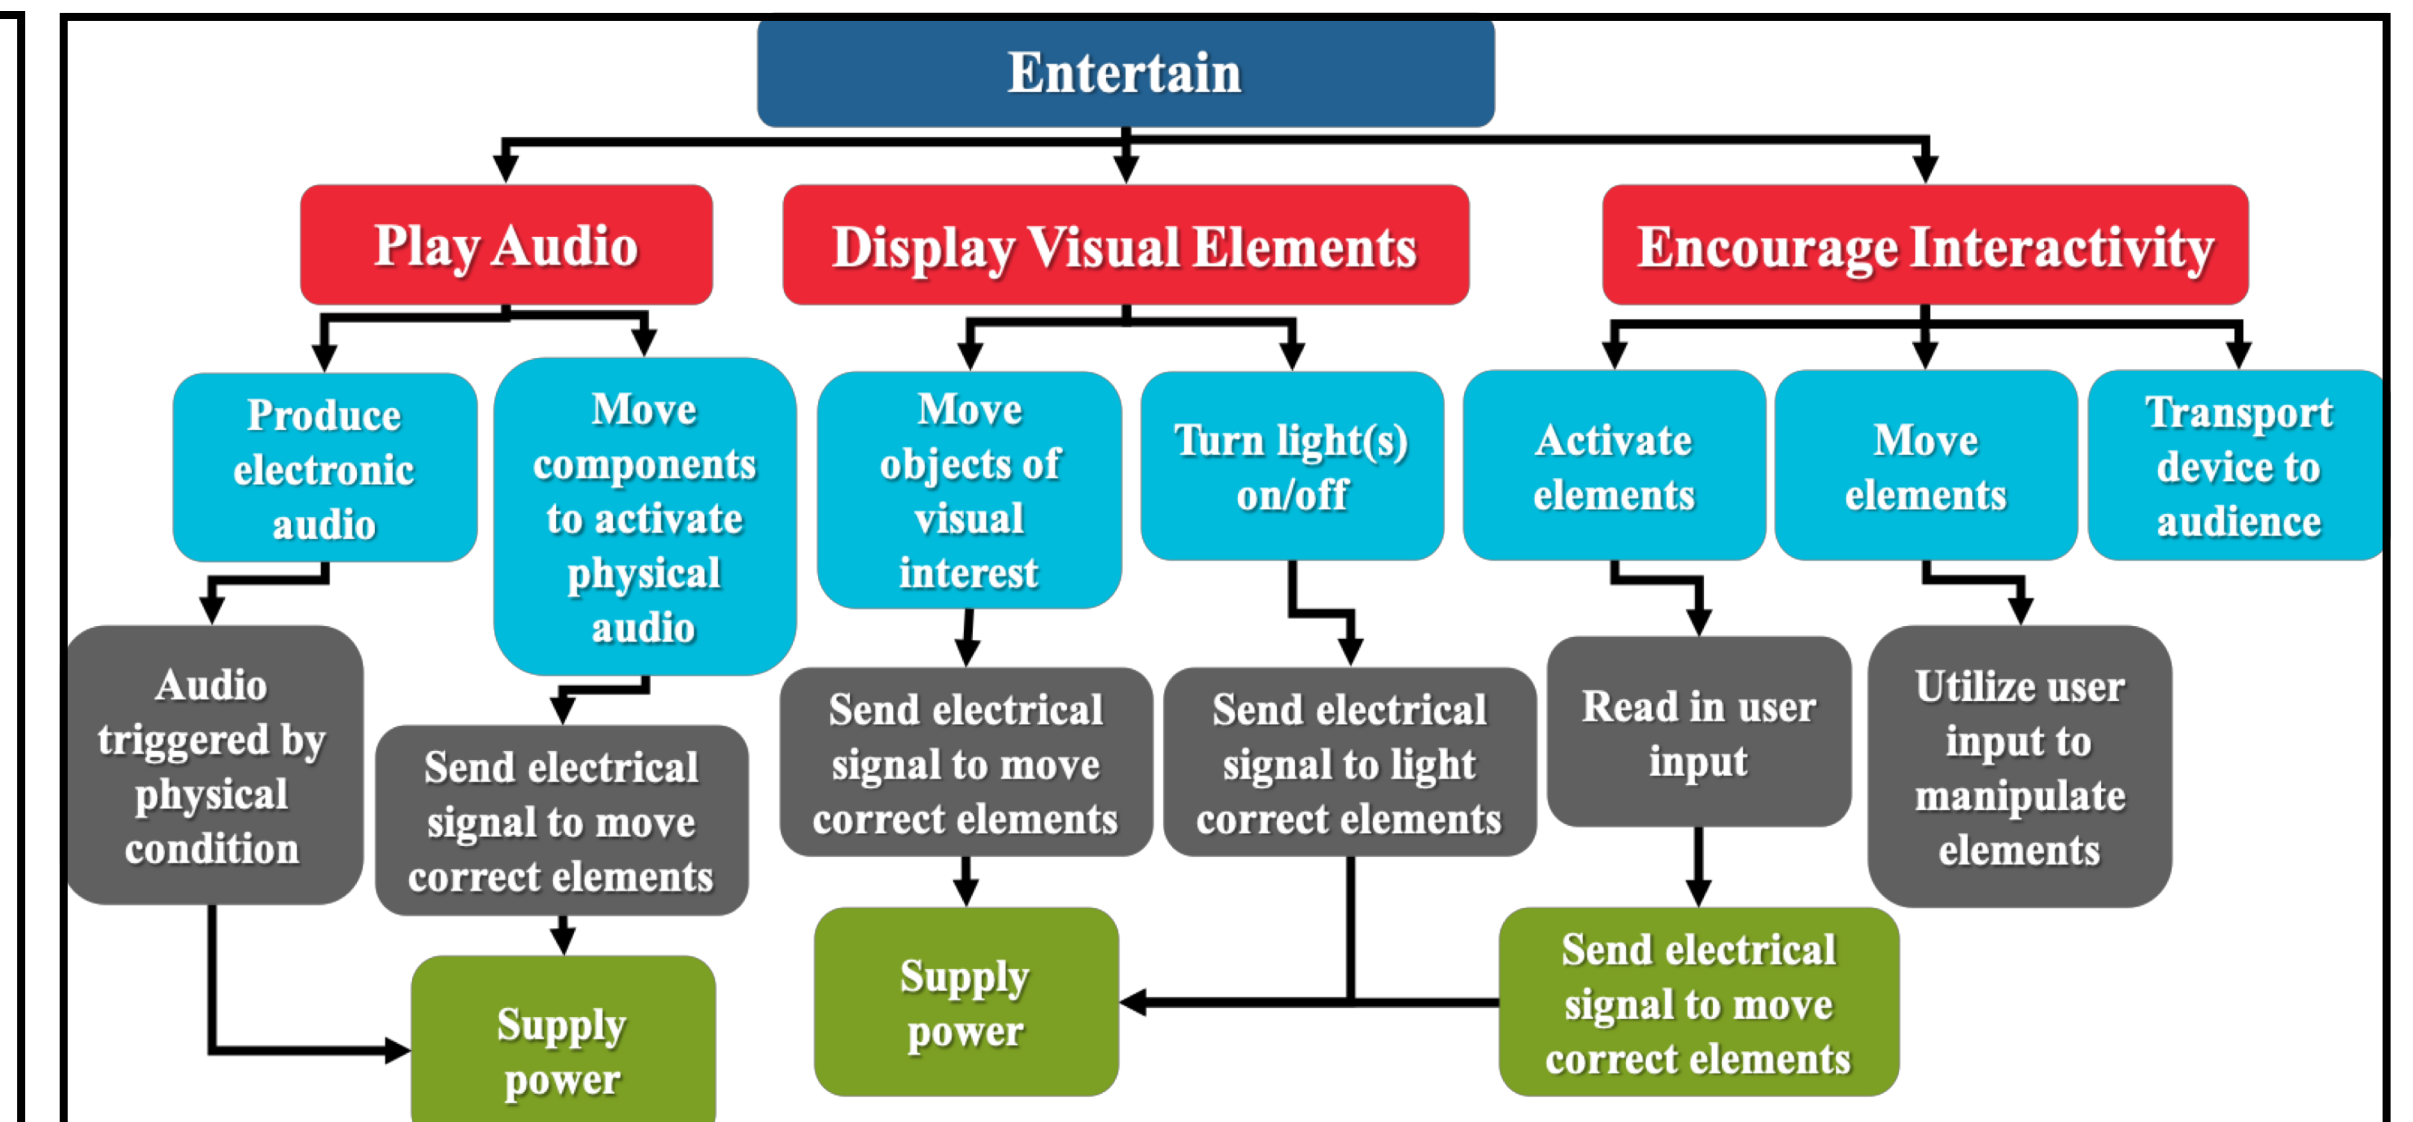 Entertain
Play Audio
Display Visual Elements
Encourage Interactivity
Produce
electronic
audio
Move
components
to activate
physical
audio
Move
objects of
visual
interest
Turn light(s)
on/off
Activate
elements
Move
elements
Transport
device to
audience
Audio
triggered by
physical
condition
Send electrical
signal to move
correct elements
Send electrical
signal to move
correct elements
Send electrical
signal to light
correct elements
Read in user
input
Utilize user
input to
manipulate
elements
Supply
power
Supply
power
Send electrical
signal to move
correct elements